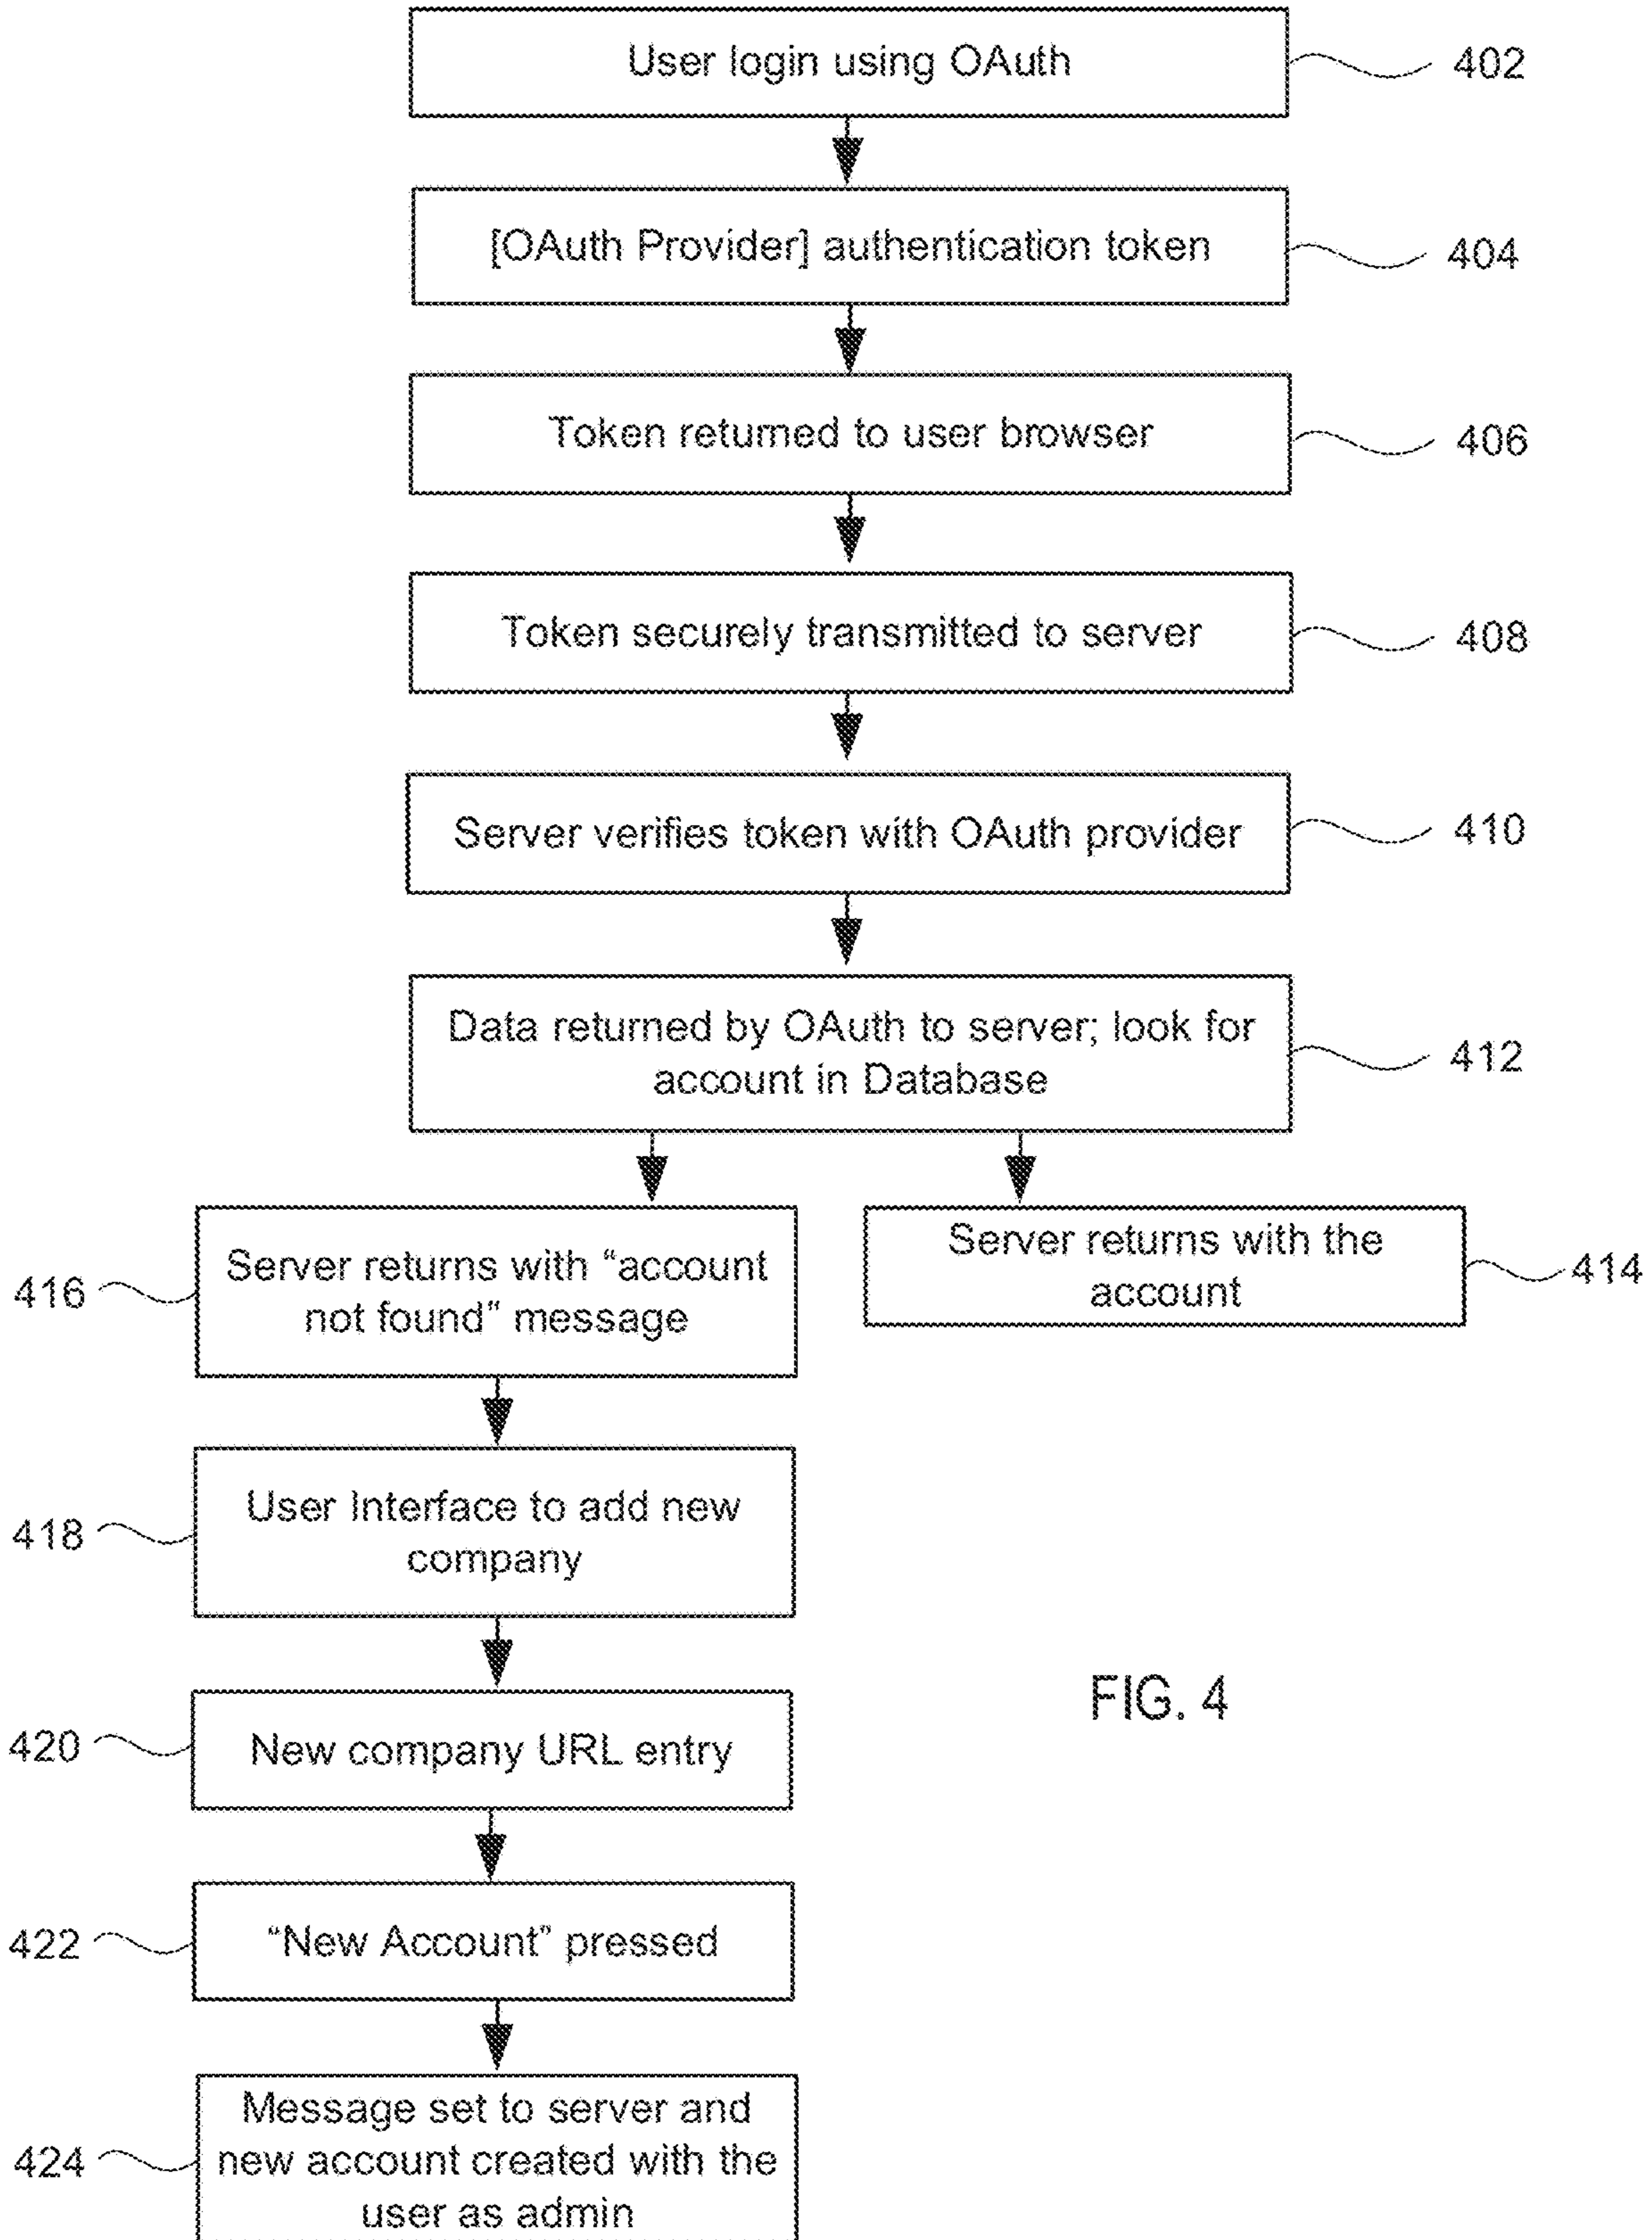 User login using OAuth
402
[OAuth Provider] authentication token
404
Token returned to user browser
406
Token securely transmitted to server
408
Server verifies token with OAuth provider
410
Data returned by OAuth to server; look for
account in Database
412
Server returns with “account
not found” message
416
Server returns with the
account
414
User Interface to add new
company
418
New company URL entry
420
“New Account” pressed
422
Message set to server and
new account created with the
user as admin
424
FIG. 4